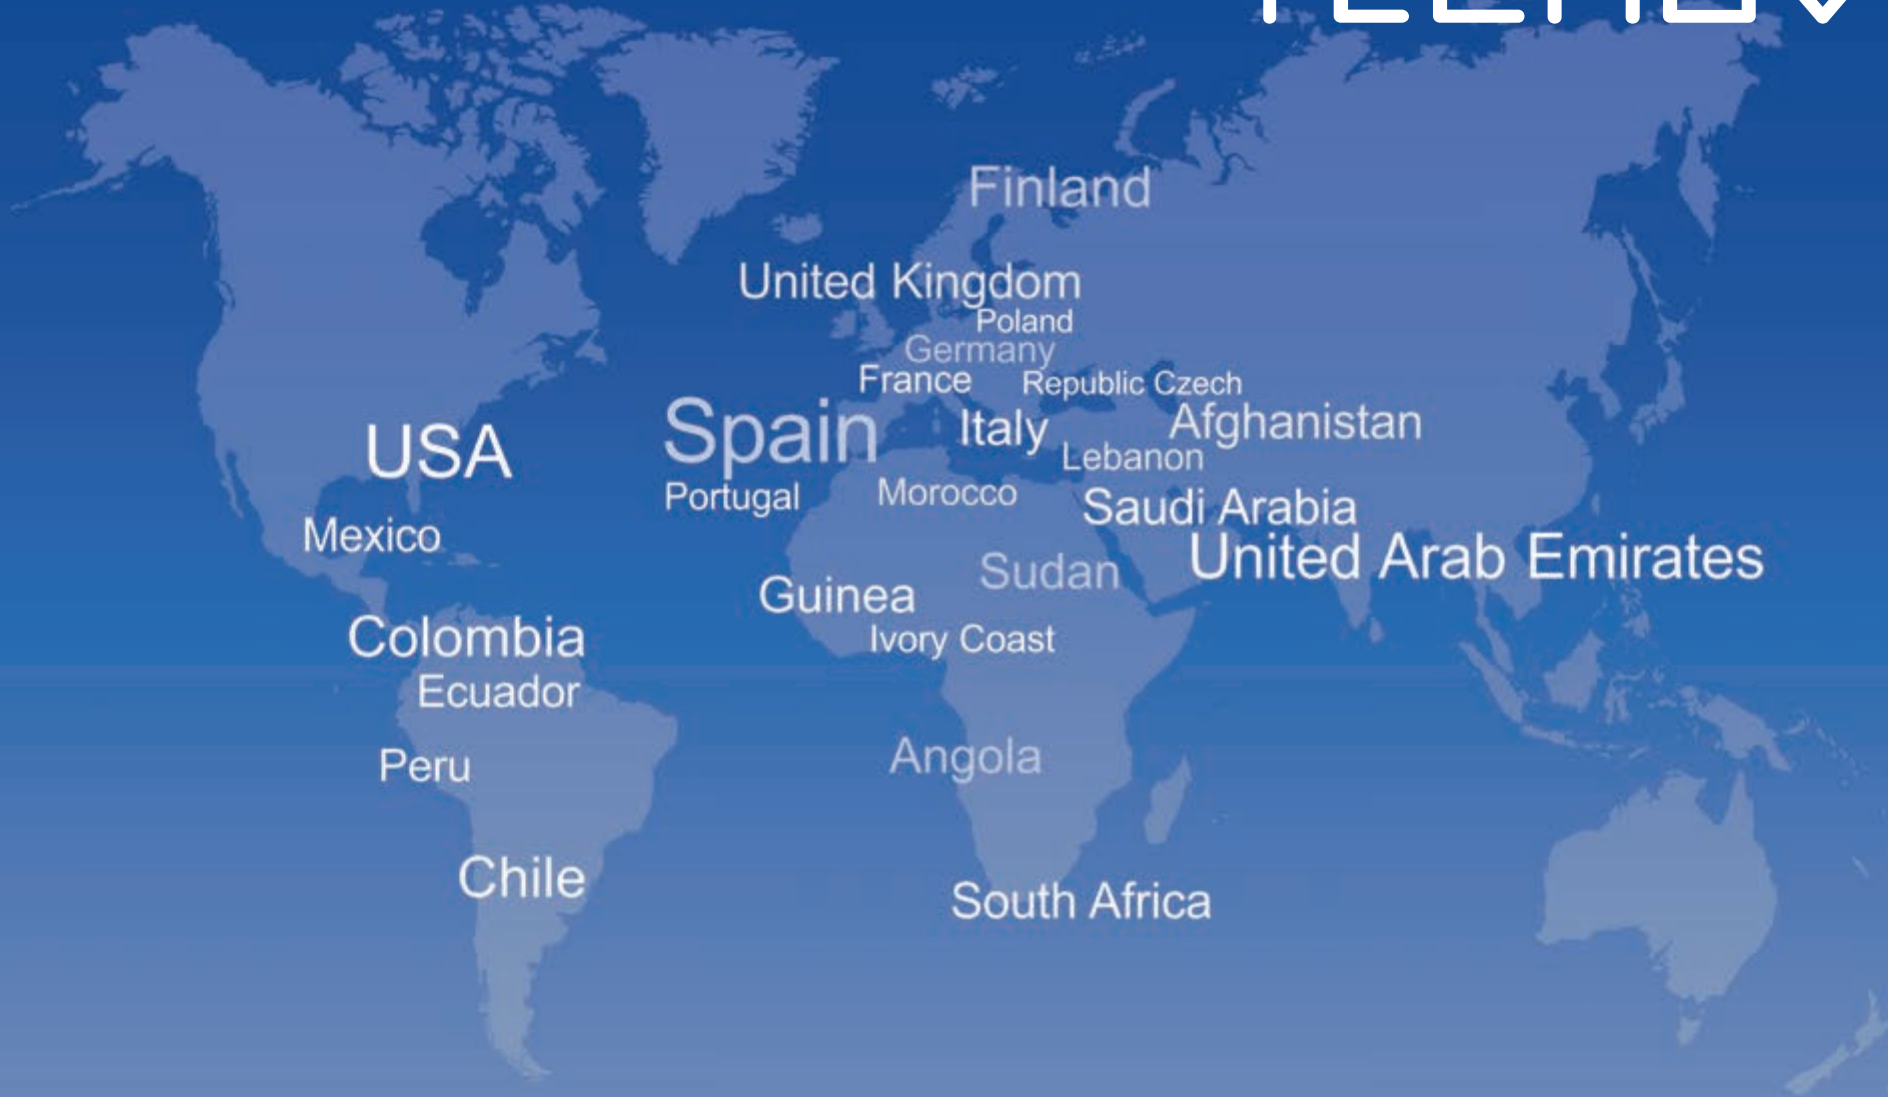 Finland
United Kingdom
Poland
Germany
France Republic Czech
Spain Italy Afghanistan
USA Lebanon
Portugal Morocco Saudi Arabia
Mexico United Arab Emirates
Sudan
Guinea
Colombia Ivory Coast
Ecuador
Peru Angola
Chile
South Africa